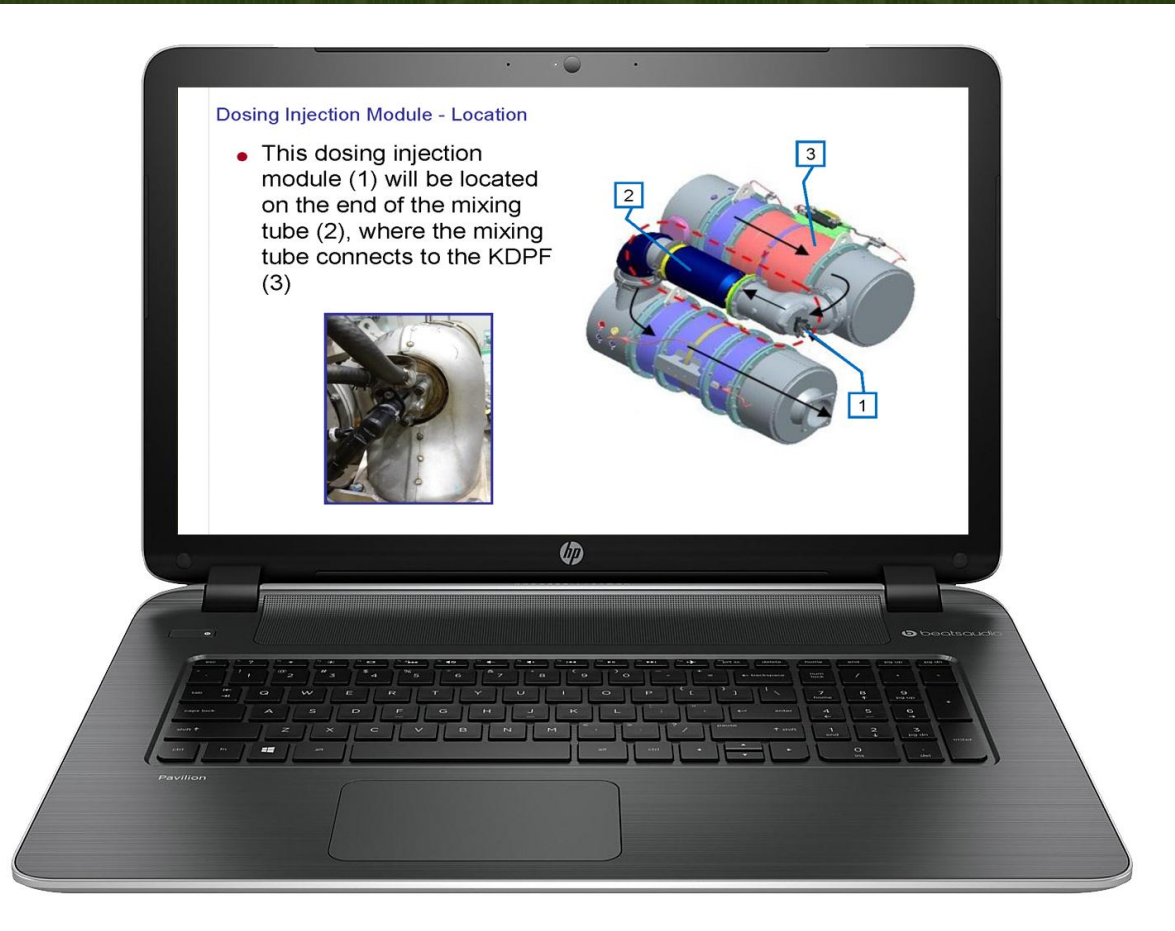 Dosing Injection Module - Location
This dosing injection
module (1) will be located
on the end of the mixing
tube (2), where the mixing
tube connects to the KDPF
(3)
3
2
1
hp
beatsaudio
Q W E R T Y U I O P
A S D F G H J K L
Z X C V B N M
Pavilion